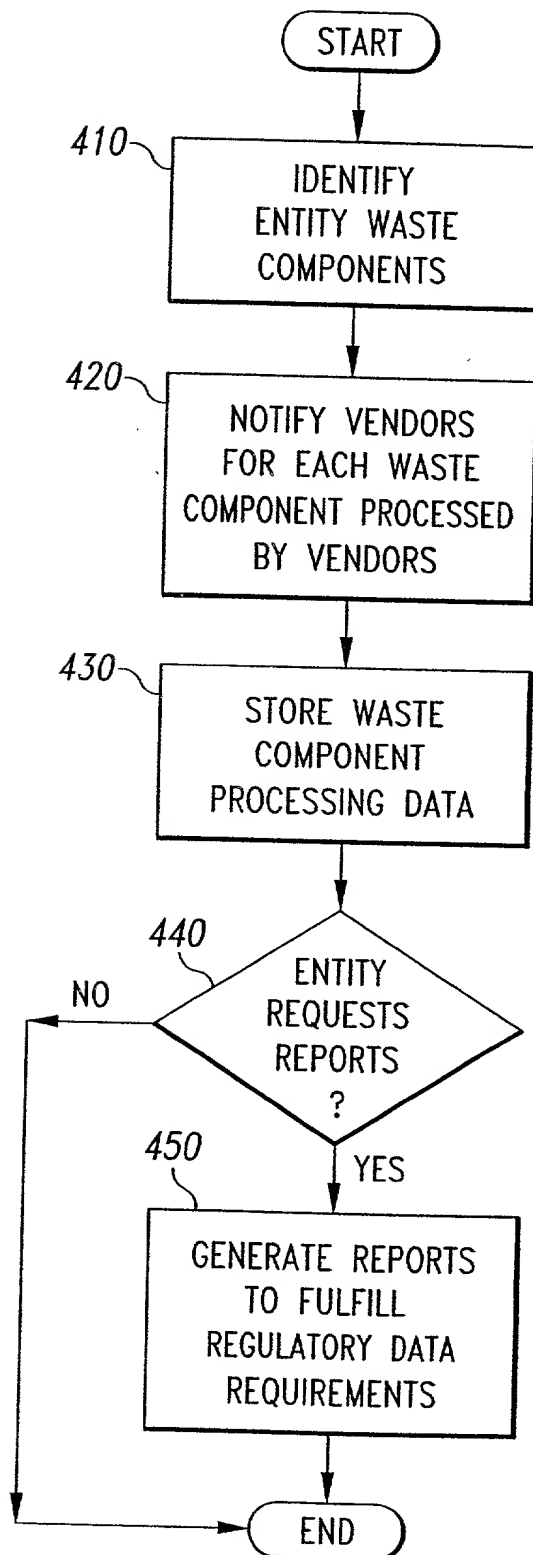 START
410
IDENTIFY
ENTITY WASTE
COMPONENTS
420
NOTIFY VENDORS
FOR EACH WASTE
COMPONENT PROCESSED
BY VENDORS
430
STORE WASTE
COMPONENT
PROCESSING DATA
440
NO
ENTITY
REQUESTS
REPORTS
?
YES
450
GENERATE REPORTS
TO FULFILL
REGULATORY DATA
REQUIREMENTS
END